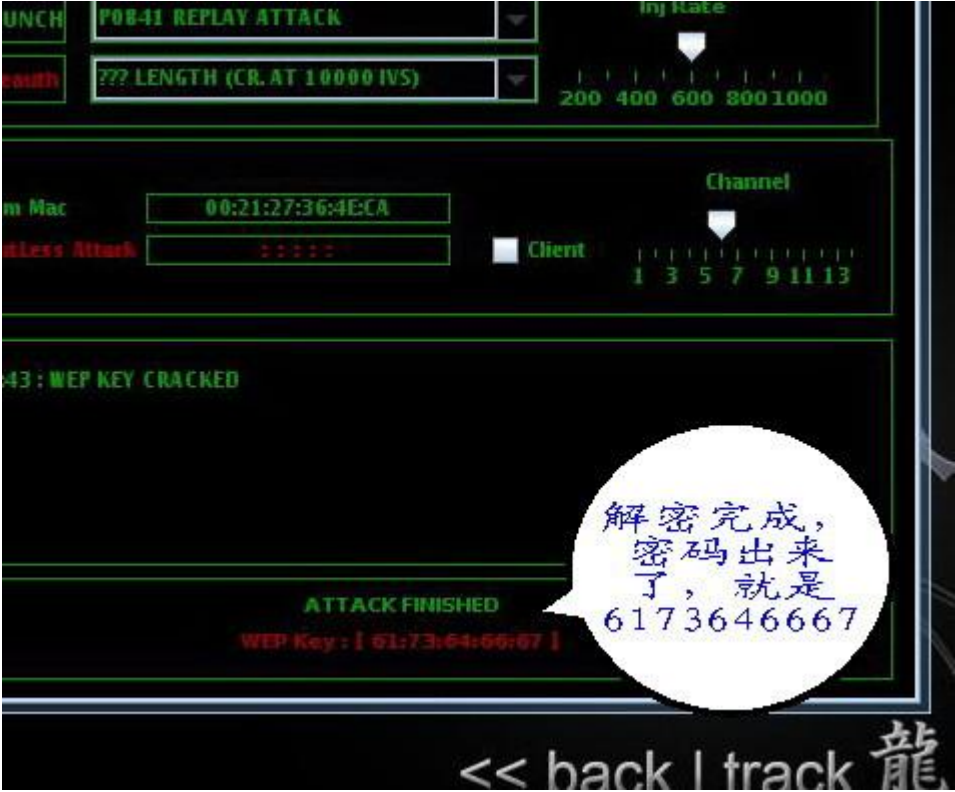 UNCH
P0841 REPLAY ATTACK
Inj Rate
eauth
??? LENGTH (CR. AT 10000 IVS)
200 400 600 800 1000
Channel
m Mac
00:21:27:36:4E:CA
ntLess Attack
: : : : :
Client
1 3 5 7 9 11 13
:43 : WEP KEY CRACKED
解密完成，
密码出来
了，就是
6173646667
ATTACK FINISHED
WEP Key : [ 61:73:64:66:67 ]
<< back | track 龍